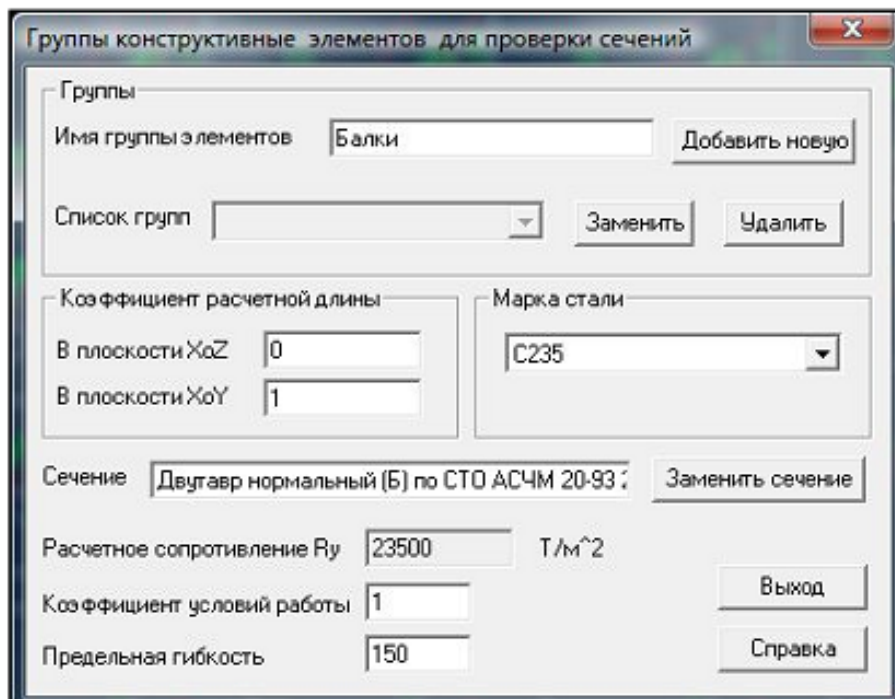 Группы конструктивные элементов для проверки сечений
Группы
Имя группы элементов Балки Добавить новую
Список групп Заменить Удалить
Коэффициент расчетной длины Марка стали
В плоскости XoZ 0 C235
В плоскости XoY 1
Сечение Двутавр нормальный (Б) по СТО АСЧМ 20-93 Заменить сечение
Расчетное сопротивление Ry 23500 Т/м^2
Коэффициент условий работы 1 Выход
Предельная гибкость 150 Справка